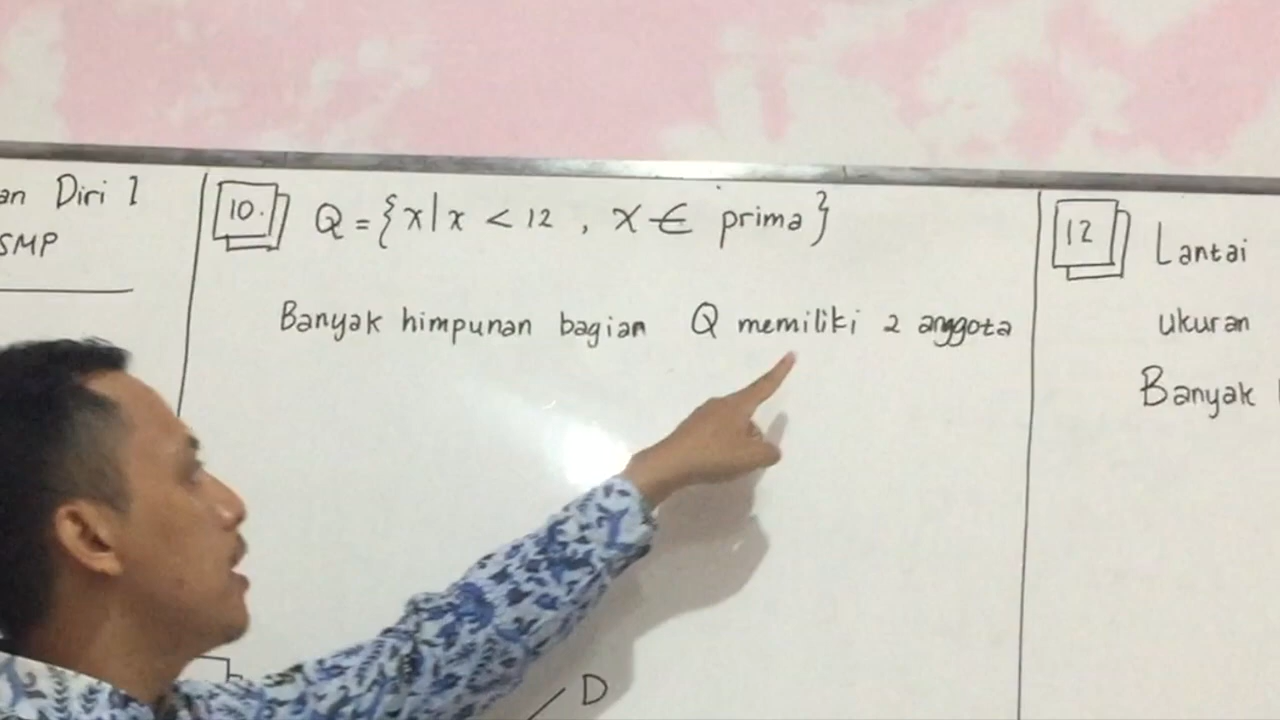 an Diri 1
SMP
10. Q = {x | x < 12 , x ∈ prima}
Banyak himpunan bagian Q memiliki 2 anggota
12 Lantai
ukuran
Banyak
D